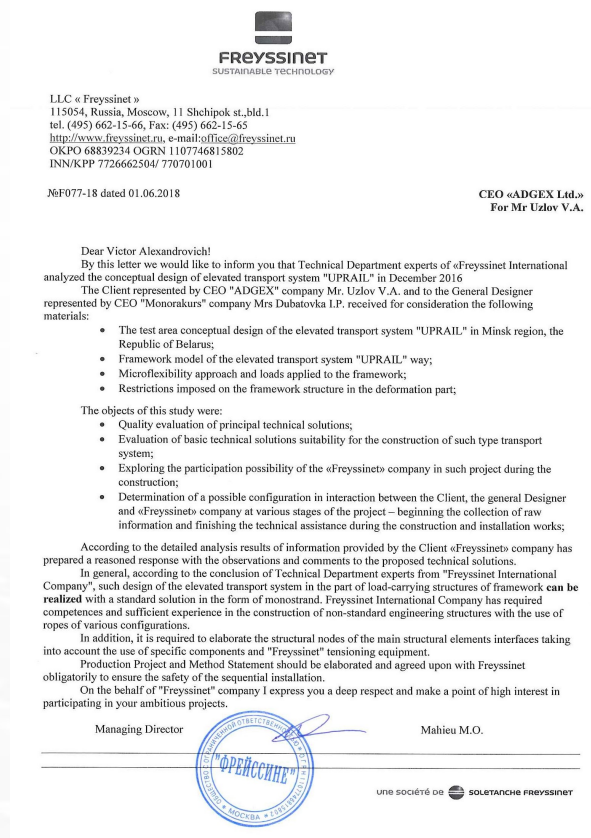 FREYSSINET
SUSTAINABLE TECHNOLOGY
LLC « Freyssinet »
115054, Russia, Moscow, 11 Shchipok st.,bld.1
tel. (495) 662-15-66, Fax: (495) 662-15-65
http://www.freyssinet.ru, e-mail:office@freyssinet.ru
OKPO 68839234 OGRN 1107746815802
INN/KPP 7726662504/ 770701001
№F077-18 dated 01.06.2018
CEO «ADGEX Ltd.»
For Mr Uzlov V.A.
Dear Victor Alexandrovich!
By this letter we would like to inform you that Technical Department experts of «Freyssinet International
analyzed the conceptual design of elevated transport system "UPRAIL" in December 2016
The Client represented by CEO "ADGEX" company Mr. Uzlov V.A. and to the General Designer
represented by CEO "Monorakurs" company Mrs Dubatovka I.P. received for consideration the following
materials:
• The test area conceptual design of the elevated transport system "UPRAIL" in Minsk region, the
Republic of Belarus;
• Framework model of the elevated transport system "UPRAIL" way;
• Microflexibility approach and loads applied to the framework;
• Restrictions imposed on the framework structure in the deformation part;
The objects of this study were:
• Quality evaluation of principal technical solutions;
• Evaluation of basic technical solutions suitability for the construction of such type transport
system;
• Exploring the participation possibility of the «Freyssinet» company in such project during the
construction;
• Determination of a possible configuration in interaction between the Client, the general Designer
and «Freyssinet» company at various stages of the project – beginning the collection of raw
information and finishing the technical assistance during the construction and installation works;
According to the detailed analysis results of information provided by the Client «Freyssinet» company has
prepared a reasoned response with the observations and comments to the proposed technical solutions.
In general, according to the conclusion of Technical Department experts from "Freyssinet International
Company", such design of the elevated transport system in the part of load-carrying structures of framework can be
realized with a standard solution in the form of monostrand. Freyssinet International Company has required
competences and sufficient experience in the construction of non-standard engineering structures with the use of
ropes of various configurations.
In addition, it is required to elaborate the structural nodes of the main structural elements interfaces taking
into account the use of specific components and "Freyssinet" tensioning equipment.
Production Project and Method Statement should be elaborated and agreed upon with Freyssinet
obligatorily to ensure the safety of the sequential installation.
On the behalf of "Freyssinet" company I express you a deep respect and make a point of high interest in
participating in your ambitious projects.
Managing Director
Mahieu M.O.
"ФРЕЙССИНЕ"
ОБЩЕСТВО С ОГРАНИЧЕННОЙ ОТВЕТСТВЕННОСТЬЮ
МОСКВА
une société de SOLETANCHE FREYSSINET